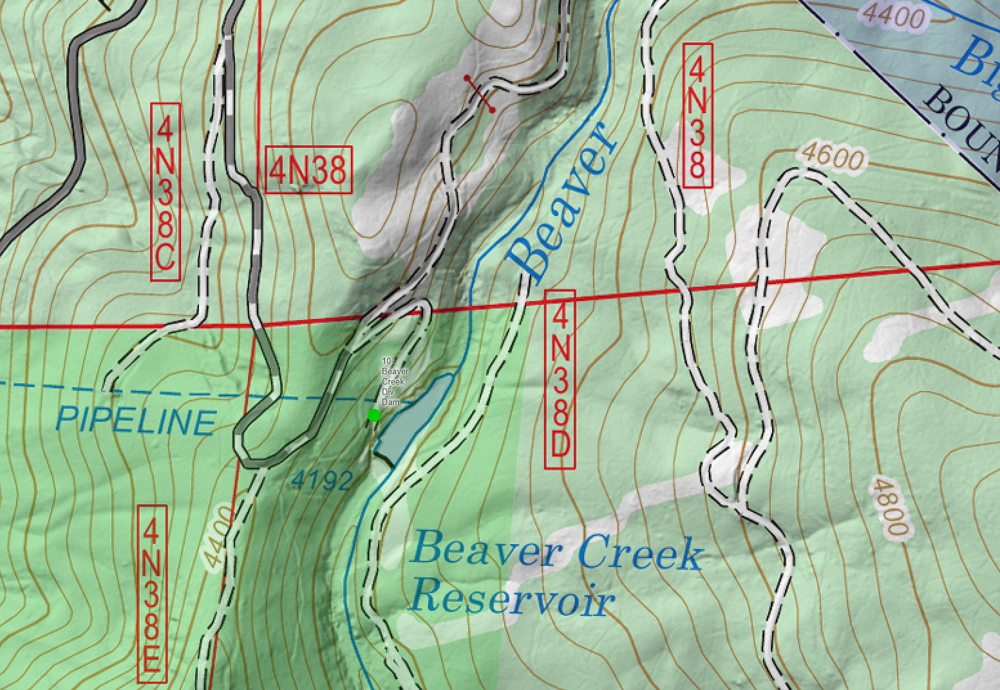 4400
Big
BOUN
4N38
4N38C
4N38
4600
Beaver
4N38D
10-
Beaver
Creek
Div
Dam
PIPELINE
4192
4400
4800
4N38E
Beaver Creek
Reservoir